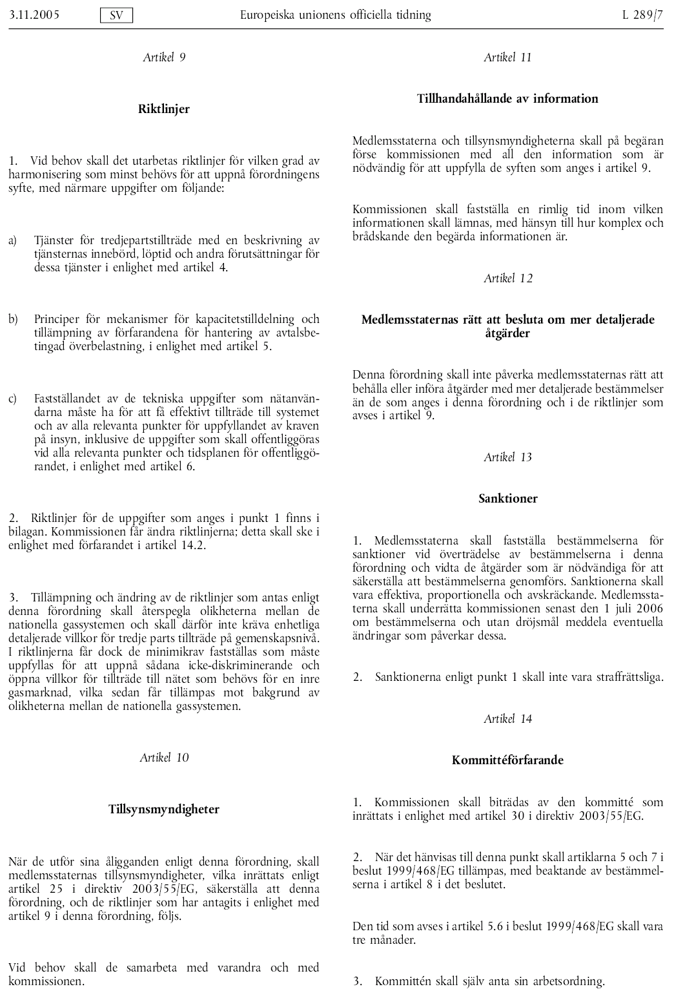 3.11.2005 SV Europeiska unionens officiella tidning L 289/7
Artikel 9
Riktlinjer
1. Vid behov skall det utarbetas riktlinjer för vilken grad av
harmonisering som minst behövs för att uppnå förordningens
syfte, med närmare uppgifter om följande:
a) Tjänster för tredjepartstillträde med en beskrivning av
tjänsternas innebörd, löptid och andra förutsättningar för
dessa tjänster i enlighet med artikel 4.
b) Principer för mekanismer för kapacitetstilldelning och
tillämpning av förfarandena för hantering av avtalsbe-
tingad överbelastning, i enlighet med artikel 5.
c) Fastställandet av de tekniska uppgifter som nätanvän-
darna måste ha för att få effektivt tillträde till systemet
och av alla relevanta punkter för uppfyllandet av kraven
på insyn, inklusive de uppgifter som skall offentliggöras
vid alla relevanta punkter och tidsplanen för offentliggö-
randet, i enlighet med artikel 6.
2. Riktlinjer för de uppgifter som anges i punkt 1 finns i
bilagan. Kommissionen får ändra riktlinjerna; detta skall ske i
enlighet med förfarandet i artikel 14.2.
3. Tillämpning och ändring av de riktlinjer som antas enligt
denna förordning skall återspegla olikheterna mellan de
nationella gassystemen och skall därför inte kräva enhetliga
detaljerade villkor för tredje parts tillträde på gemenskapsnivå.
I riktlinjerna får dock de minimikrav fastställas som måste
uppfyllas för att uppnå sådana icke-diskriminerande och
öppna villkor för tillträde till nätet som behövs för en inre
gasmarknad, vilka sedan får tillämpas mot bakgrund av
olikheterna mellan de nationella gassystemen.
Artikel 10
Tillsynsmyndigheter
När de utför sina åligganden enligt denna förordning, skall
medlemsstaternas tillsynsmyndigheter, vilka inrättats enligt
artikel 25 i direktiv 2003/55/EG, säkerställa att denna
förordning, och de riktlinjer som har antagits i enlighet med
artikel 9 i denna förordning, följs.
Vid behov skall de samarbeta med varandra och med
kommissionen.
Artikel 11
Tillhandahållande av information
Medlemsstaterna och tillsynsmyndigheterna skall på begäran
förse kommissionen med all den information som är
nödvändig för att uppfylla de syften som anges i artikel 9.
Kommissionen skall fastställa en rimlig tid inom vilken
informationen skall lämnas, med hänsyn till hur komplex och
brådskande den begärda informationen är.
Artikel 12
Medlemsstaternas rätt att besluta om mer detaljerade
åtgärder
Denna förordning skall inte påverka medlemsstaternas rätt att
behålla eller införa åtgärder med mer detaljerade bestämmelser
än de som anges i denna förordning och i de riktlinjer som
avses i artikel 9.
Artikel 13
Sanktioner
1. Medlemsstaterna skall fastställa bestämmelserna för
sanktioner vid överträdelse av bestämmelserna i denna
förordning och vidta de åtgärder som är nödvändiga för att
säkerställa att bestämmelserna genomförs. Sanktionerna skall
vara effektiva, proportionella och avskräckande. Medlemssta-
terna skall underrätta kommissionen senast den 1 juli 2006
om bestämmelserna och utan dröjsmål meddela eventuella
ändringar som påverkar dessa.
2. Sanktionerna enligt punkt 1 skall inte vara straffrättsliga.
Artikel 14
Kommittéförfarande
1. Kommissionen skall biträdas av den kommitté som
inrättats i enlighet med artikel 30 i direktiv 2003/55/EG.
2. När det hänvisas till denna punkt skall artiklarna 5 och 7 i
beslut 1999/468/EG tillämpas, med beaktande av bestämmel-
serna i artikel 8 i det beslutet.
Den tid som avses i artikel 5.6 i beslut 1999/468/EG skall vara
tre månader.
3. Kommittén skall själv anta sin arbetsordning.